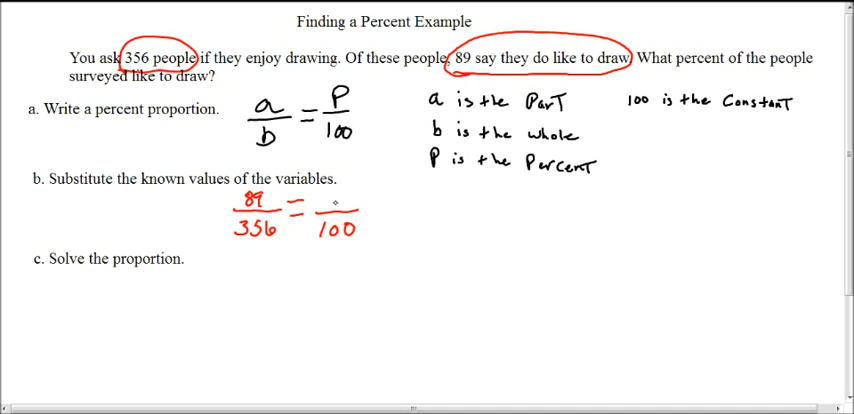 Finding a Percent Example
You ask 356 people if they enjoy drawing. Of these people, 89 say they do like to draw. What percent of the people
surveyed like to draw?
a. Write a percent proportion.
a/b = P/100
a is the Part
b is the whole
P is the Percent
100 is the Constant
b. Substitute the known values of the variables.
89/356 = /100
c. Solve the proportion.